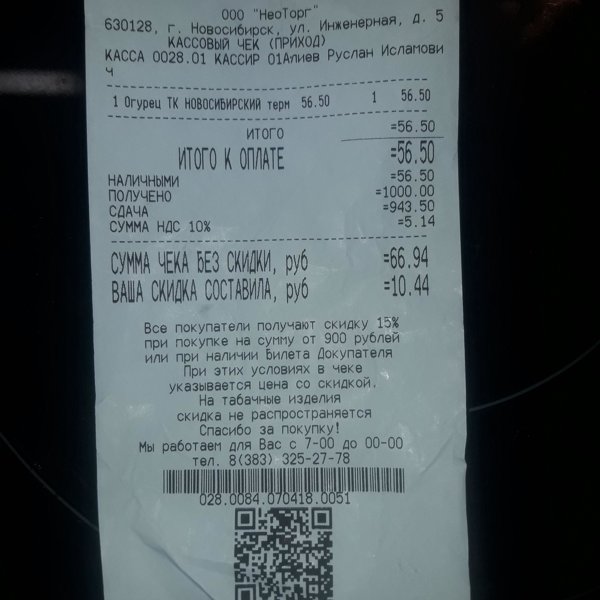 ООО "НеоТорг"
630128, г. Новосибирск, ул. Инженерная, д. 5
КАССОВЫЙ ЧЕК (ПРИХОД)
КАССА 0028.01 КАССИР 01Алиев Руслан Исламови
ч
1 Огурец ТК НОВОСИБИРСКИЙ терм 56.50 1 56.50
ИТОГО =56.50
ИТОГО К ОПЛАТЕ =56.50
НАЛИЧНЫМИ =56.50
ПОЛУЧЕНО =1000.00
СДАЧА =943.50
СУММА НДС 10% =5.14
СУММА ЧЕКА БЕЗ СКИДКИ, руб =66.94
ВАША СКИДКА СОСТАВИЛА, руб =10.44
Все покупатели получают скидку 15%
при покупке на сумму от 900 рублей
или при наличии Билета Докупателя
При этих условиях в чеке
указывается цена со скидкой.
На табачные изделия
скидка не распространяется
Спасибо за покупку!
Мы работаем для Вас с 7-00 до 00-00
тел. 8(383) 325-27-78
028.0084.070418.0051